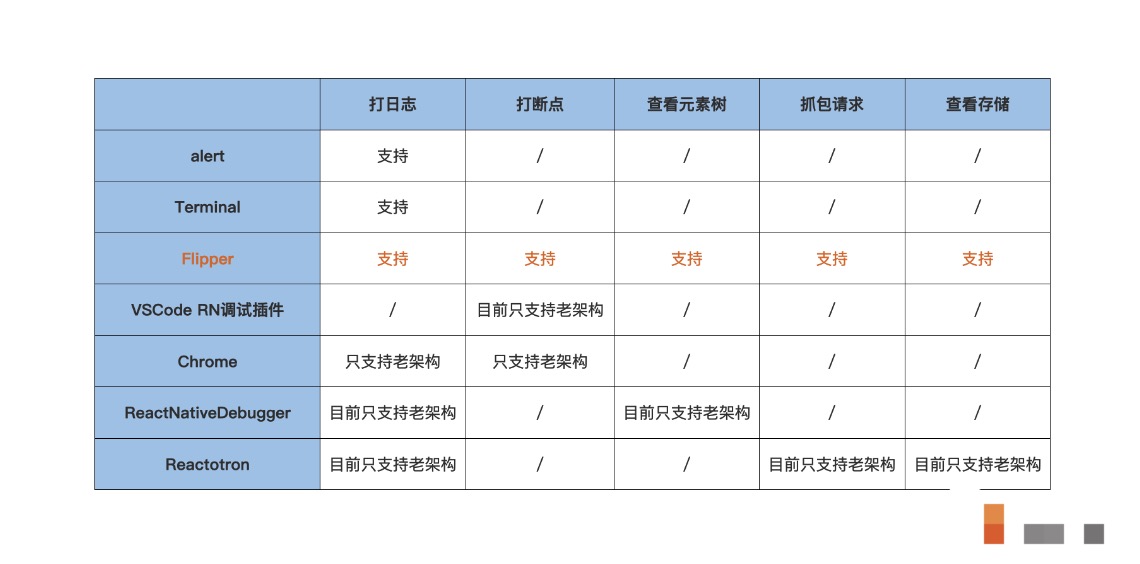 打日志 打断点 查看元素树 抓包请求 查看存储
alert 支持 / / / /
Terminal 支持 / / / /
Flipper 支持 支持 支持 支持 支持
VSCode RN调试插件 / 目前只支持老架构 / / /
Chrome 只支持老架构 只支持老架构 / / /
ReactNativeDebugger 目前只支持老架构 / 目前只支持老架构 / /
Reactotron 目前只支持老架构 / / 目前只支持老架构 目前只支持老架构